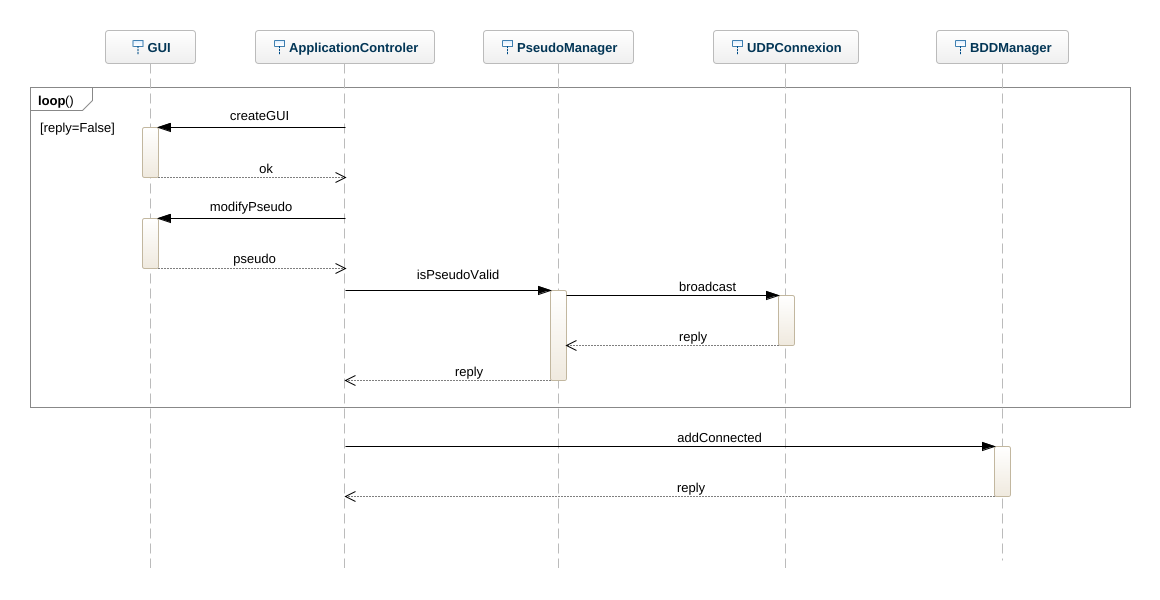 GUI
ApplicationControler
PseudoManager
UDPConnexion
BDDManager
loop()
[reply=False]
createGUI
ok
modifyPseudo
pseudo
isPseudoValid
broadcast
reply
reply
addConnected
reply